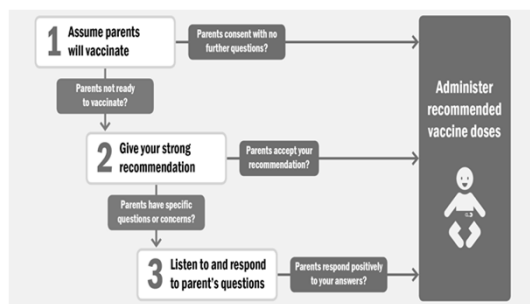 1 Assume parents
will vaccinate
Parents consent with no
further questions?
Parents not ready
to vaccinate?
2 Give your strong
recommendation
Parents accept your
recommendation?
Parents have specific
questions or concerns?
3 Listen to and respond
to parent's questions
Parents respond positively
to your answers?
Administer
recommended
vaccine doses